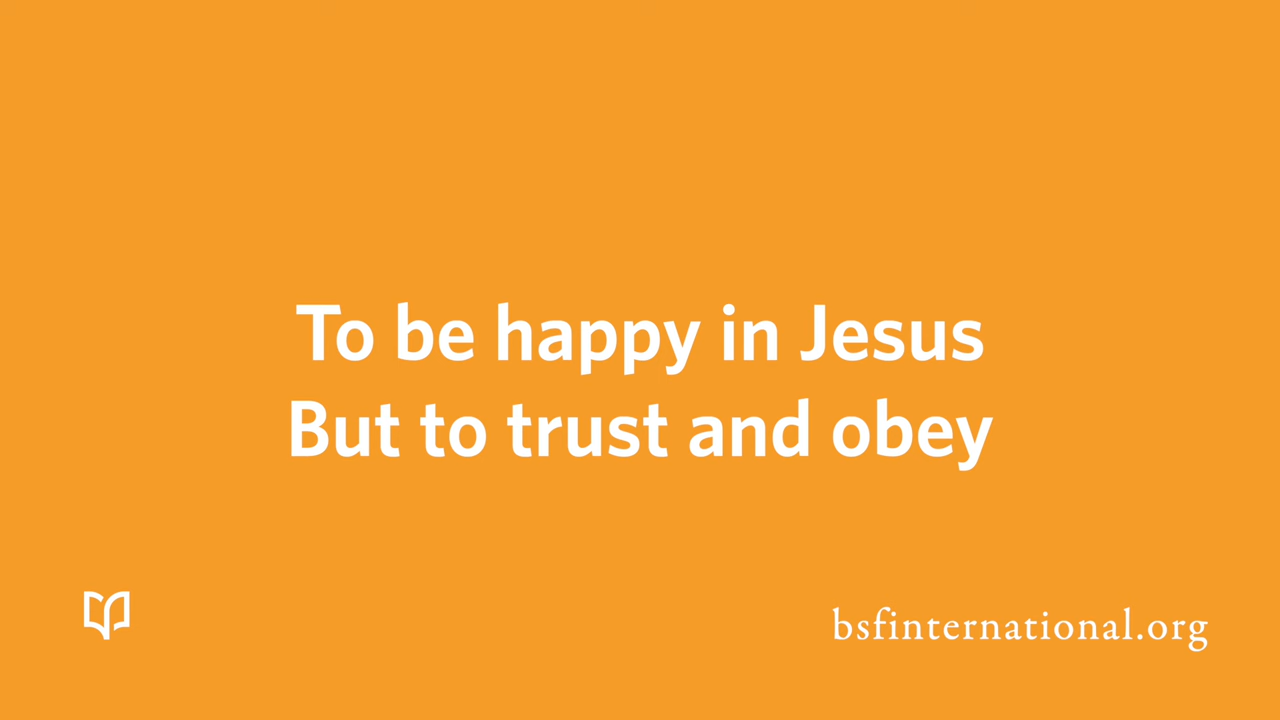 To be happy in Jesus
But to trust and obey
bsfinternational.org